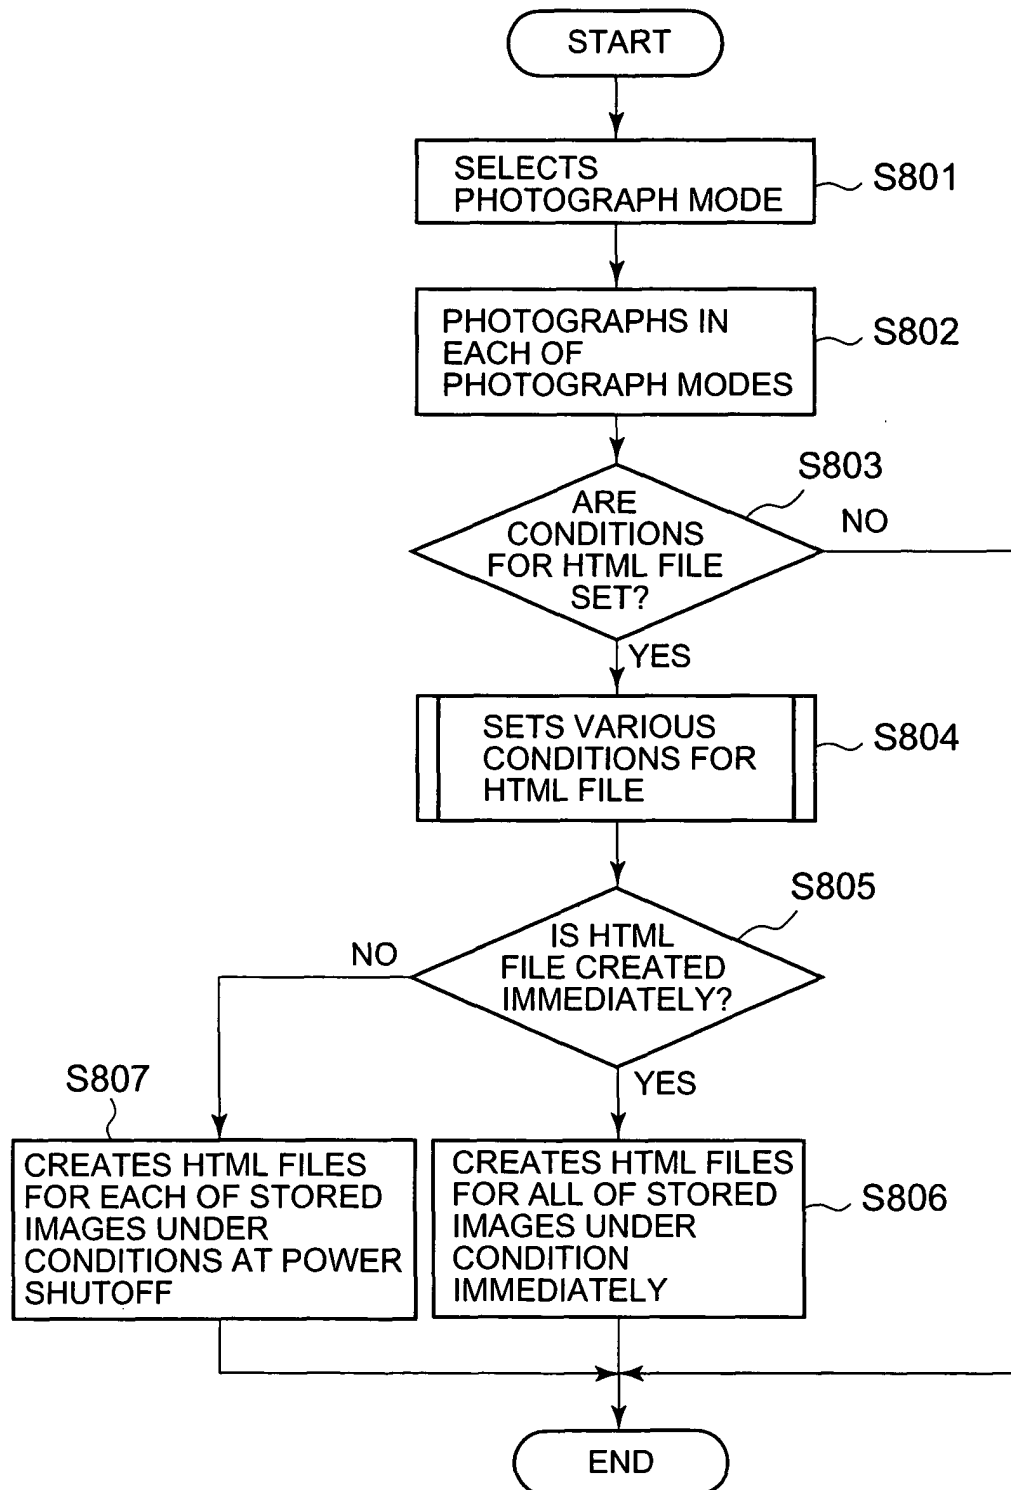 START
SELECTS
PHOTOGRAPH MODE
S801
PHOTOGRAPHS IN
EACH OF
PHOTOGRAPH MODES
S802
S803
ARE
CONDITIONS
FOR HTML FILE
SET?
NO
YES
SETS VARIOUS
CONDITIONS FOR
HTML FILE
S804
S805
IS HTML
FILE CREATED
IMMEDIATELY?
NO
YES
S807
CREATES HTML FILES
FOR EACH OF STORED
IMAGES UNDER
CONDITIONS AT POWER
SHUTOFF
CREATES HTML FILES
FOR ALL OF STORED
IMAGES UNDER
CONDITION
IMMEDIATELY
S806
END